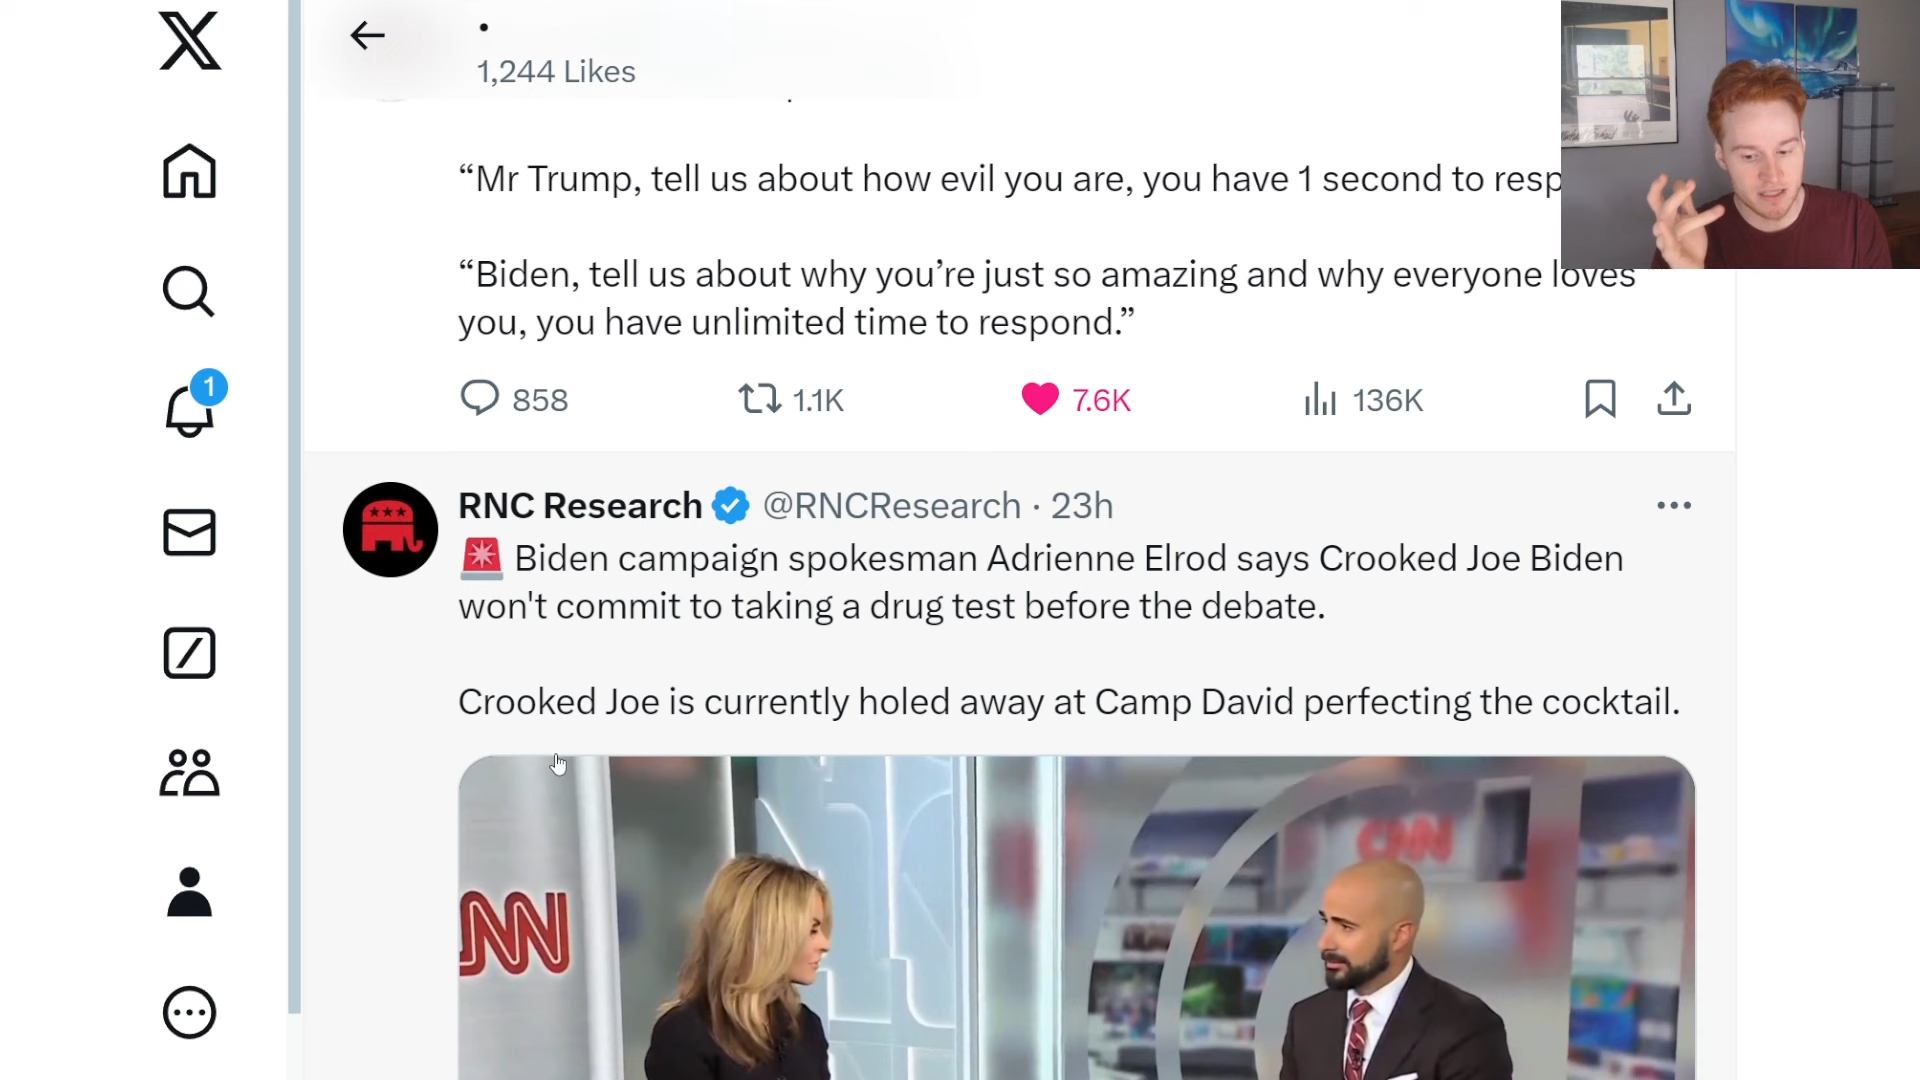 1,244 Likes
“Mr Trump, tell us about how evil you are, you have 1 second to resp
“Biden, tell us about why you’re just so amazing and why everyone loves
you, you have unlimited time to respond.”
858 1.1K 7.6K 136K
1
RNC Research @RNCResearch · 23h
Biden campaign spokesman Adrienne Elrod says Crooked Joe Biden
won't commit to taking a drug test before the debate.
Crooked Joe is currently holed away at Camp David perfecting the cocktail.
CNN
CNN